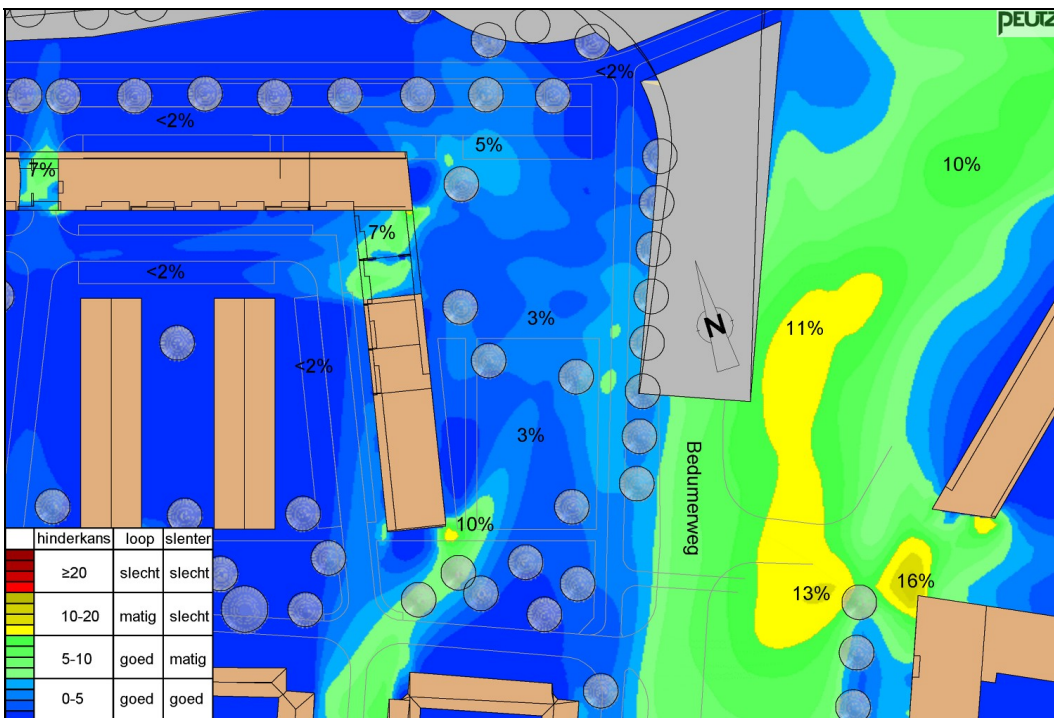 PEUTZ
<2%
<2%
5%
10%
7%
7%
<2%
3%
11%
<2%
3%
Bedumerweg
10%
13%
16%
N
hinderkans loop slenter
≥20 slecht slecht
10-20 matig slecht
5-10 goed matig
0-5 goed goed